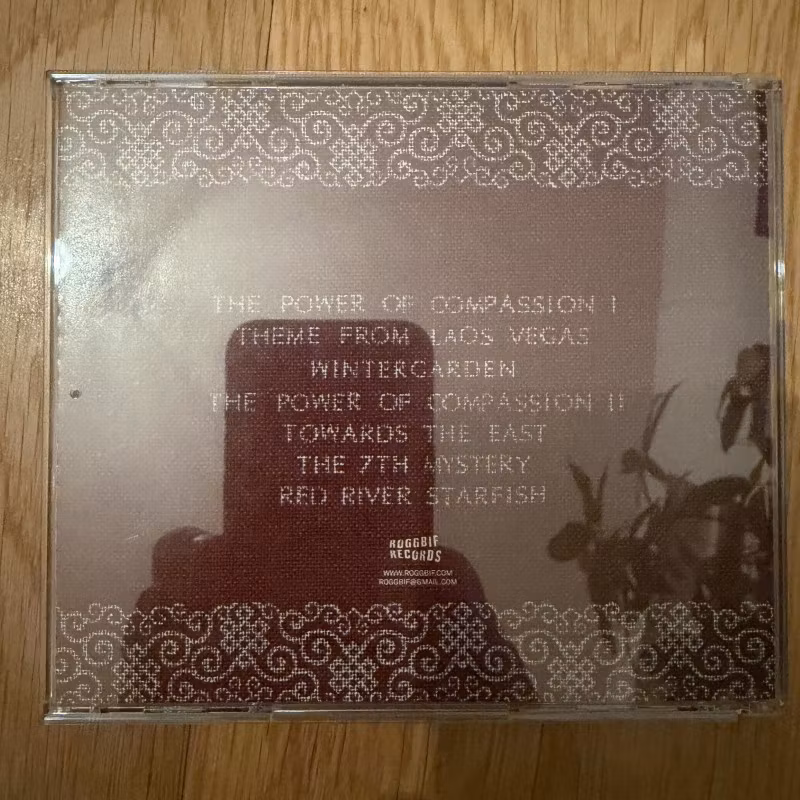 THE POWER OF COMPASSION I
THEME FROM LAOS VEGAS
WINTERGARDEN
THE POWER OF COMPASSION II
TOWARDS THE EAST
THE 7TH MYSTERY
RED RIVER STARFISH
ROGGBIF
RECORDS
WWW.ROGGBIF.COM
ROGGBIF@GMAIL.COM